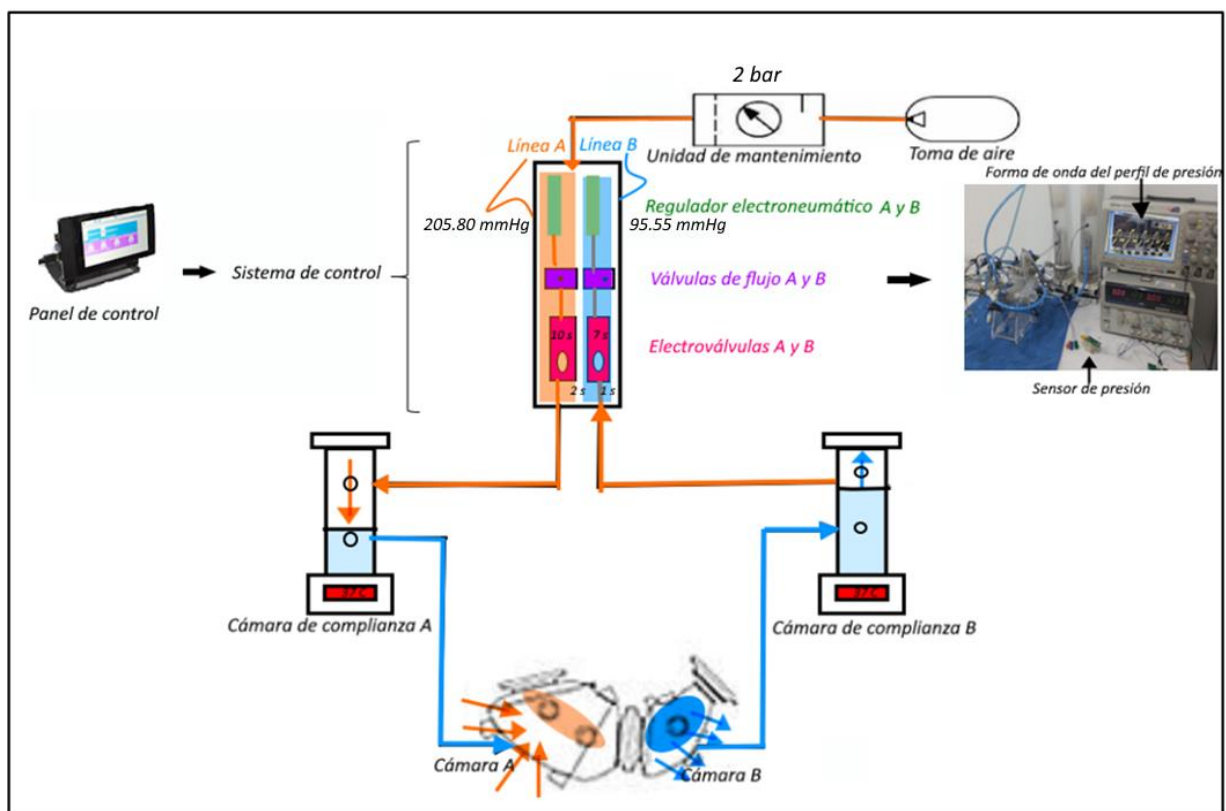 2 bar
Línea A
Línea B
Unidad de mantenimiento
Toma de aire
Forma de onda del perfil de presión
Regulador electroneumático A y B
205.80 mmHg
95.55 mmHg
Sistema de control
Válvulas de flujo A y B
Panel de control
10 s
7 s
Electroválvulas A y B
Sensor de presión
2 s
1 s
37 C
37 C
Cámara de complianza A
Cámara de complianza B
Cámara A
Cámara B